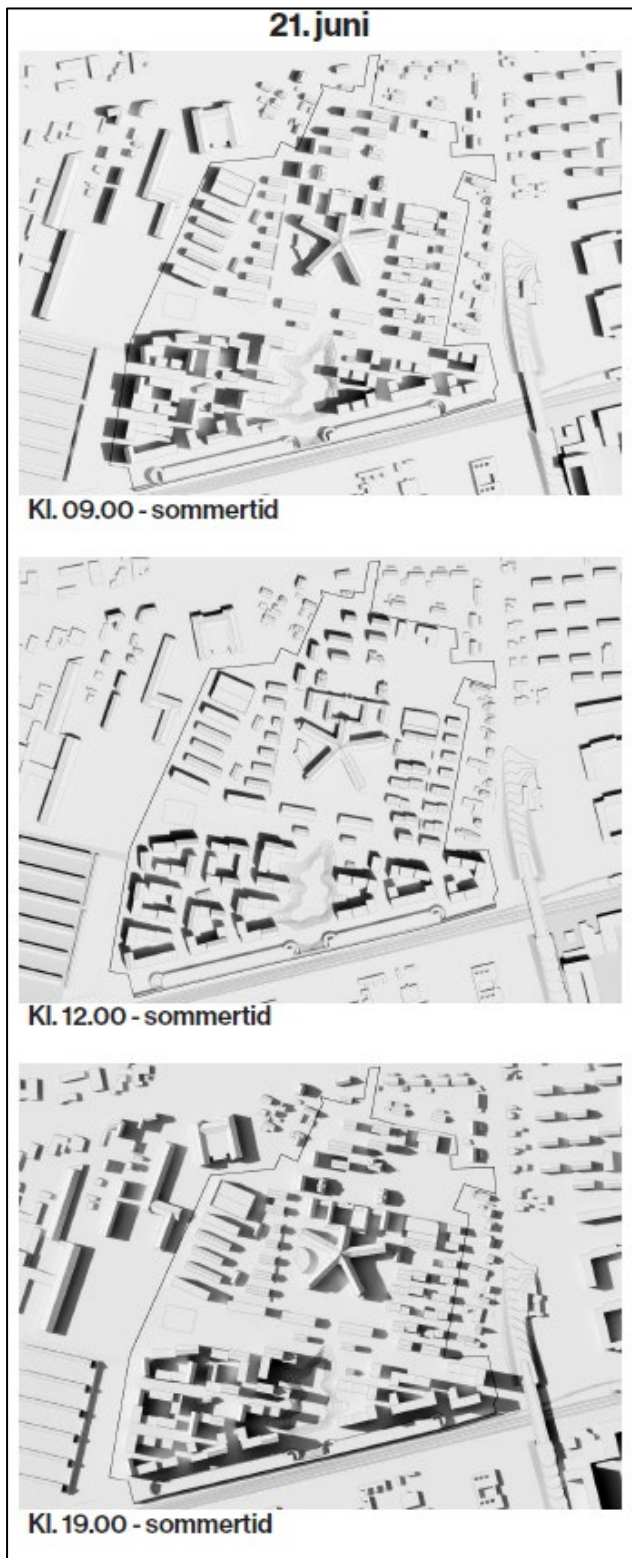 21. juni
Kl. 09.00 - sommertid
Kl. 12.00 - sommertid
Kl. 19.00 - sommertid